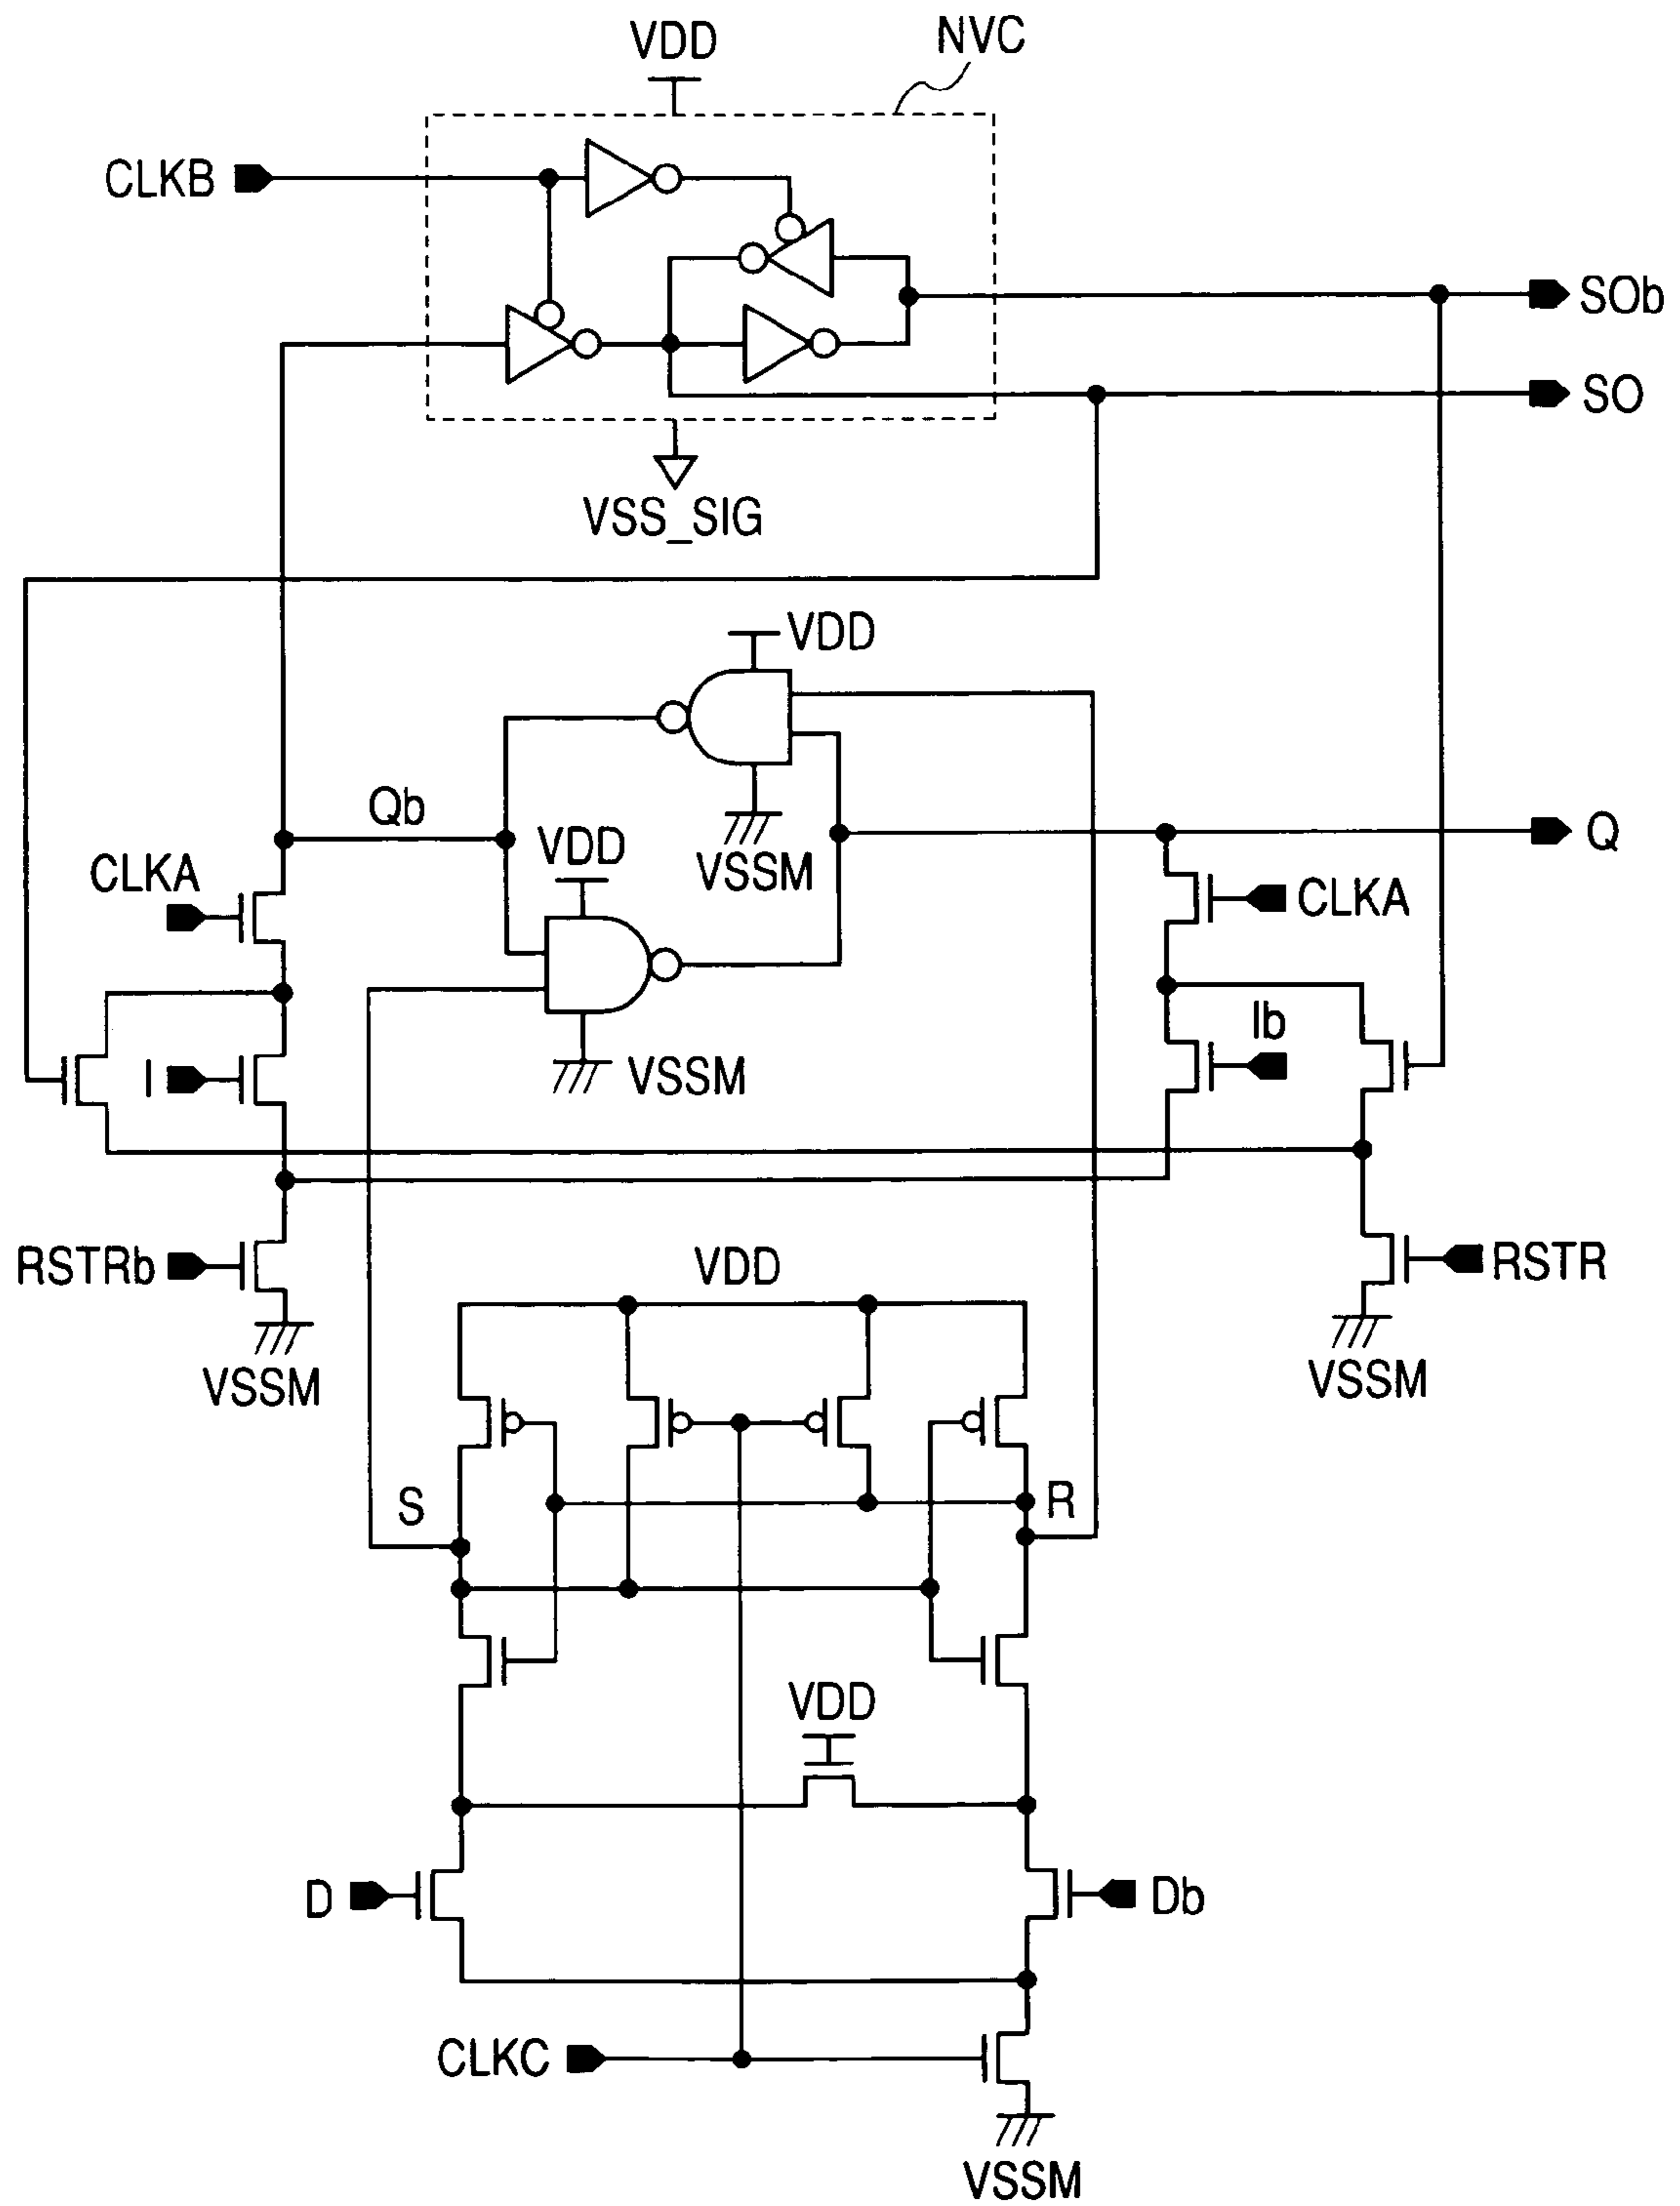 VDD
NVC
CLKB
SOb
SO
VSS_SIG
VDD
Qb
VDD
VSSM
Q
CLKA
CLKA
Ib
I
VSSM
RSTRb
VDD
RSTR
VSSM
VSSM
S
R
VDD
D
Db
CLKC
VSSM